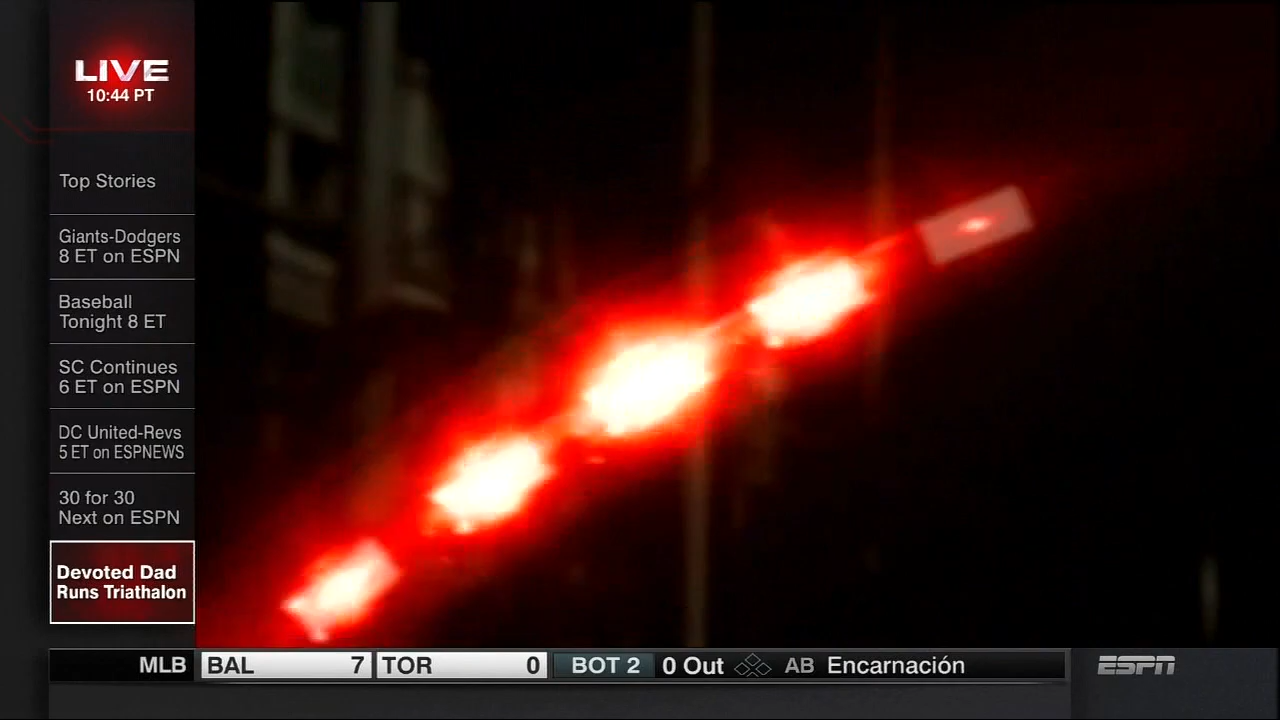 LIVE
10:44 PT
Top Stories
Giants-Dodgers
8 ET on ESPN
Baseball
Tonight 8 ET
SC Continues
6 ET on ESPN
DC United-Revs
5 ET on ESPNEWS
30 for 30
Next on ESPN
Devoted Dad
Runs Triathalon
MLB BAL 7 TOR 0 BOT 2 0 Out AB Encarnación ESPN